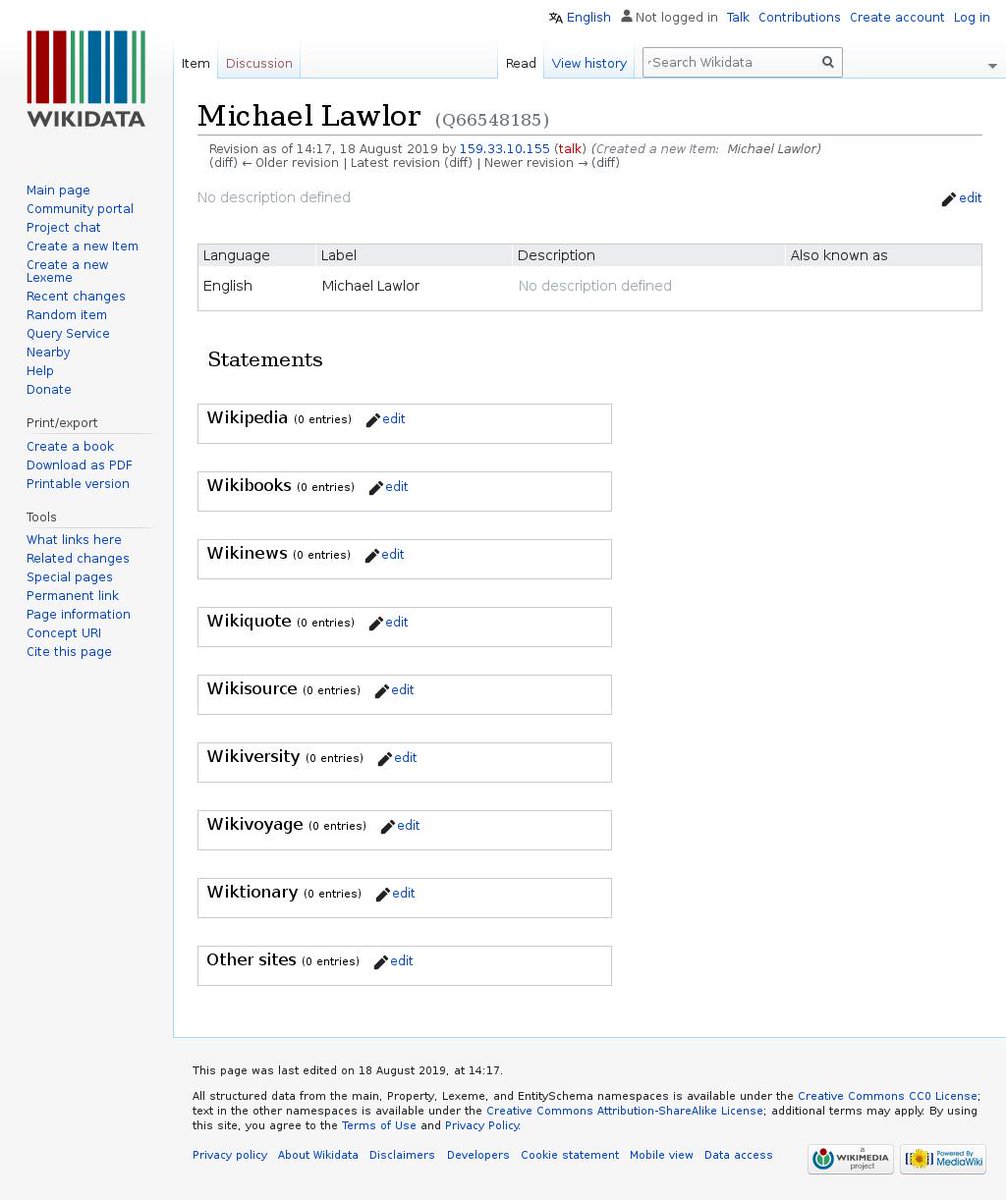 English Not logged in Talk Contributions Create account Log in
WIKIDATA
Item Discussion Read View history Search Wikidata
Michael Lawlor (Q66548185)
Revision as of 14:17, 18 August 2019 by 159.33.10.155 (talk) (Created a new Item: Michael Lawlor)
(diff) ← Older revision | Latest revision (diff) | Newer revision → (diff)
No description defined edit
Language Label Description Also known as
English Michael Lawlor No description defined
Statements
Wikipedia (0 entries) edit
Wikibooks (0 entries) edit
Wikinews (0 entries) edit
Wikiquote (0 entries) edit
Wikisource (0 entries) edit
Wikiversity (0 entries) edit
Wikivoyage (0 entries) edit
Wiktionary (0 entries) edit
Other sites (0 entries) edit
Main page
Community portal
Project chat
Create a new Item
Create a new
Lexeme
Recent changes
Random item
Query Service
Nearby
Help
Donate
Print/export
Create a book
Download as PDF
Printable version
Tools
What links here
Related changes
Special pages
Permanent link
Page information
Concept URI
Cite this page
This page was last edited on 18 August 2019, at 14:17.
All structured data from the main, Property, Lexeme, and EntitySchema namespaces is available under the Creative Commons CC0 License;
text in the other namespaces is available under the Creative Commons Attribution-ShareAlike License; additional terms may apply. By using
this site, you agree to the Terms of Use and Privacy Policy.
Privacy policy About Wikidata Disclaimers Developers Cookie statement Mobile view Data access
a
WIKIMEDIA
project
Powered By
MediaWiki